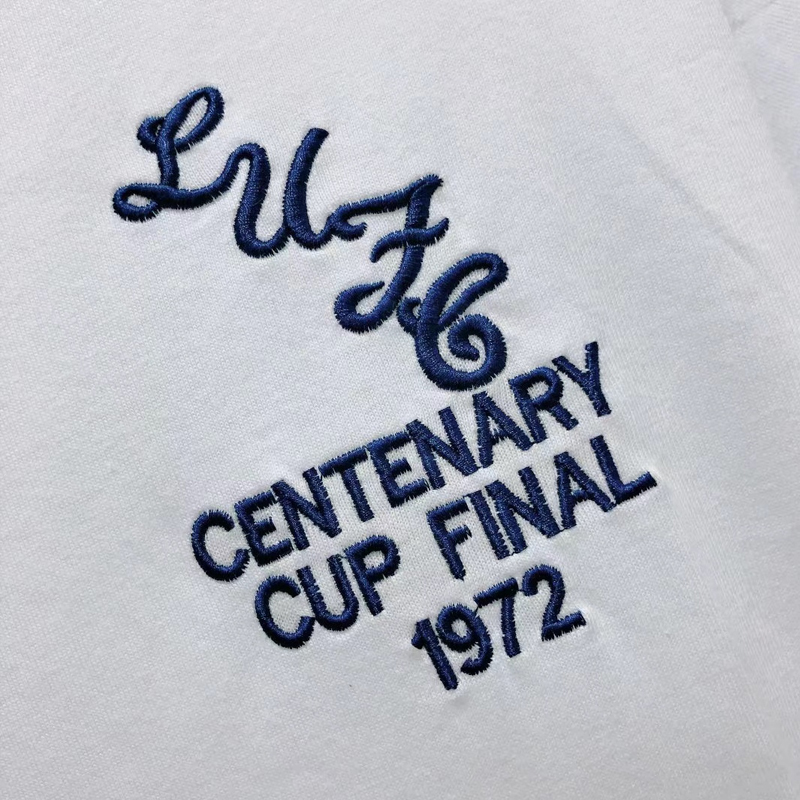 LUFC
CENTENARY
CUP FINAL
1972